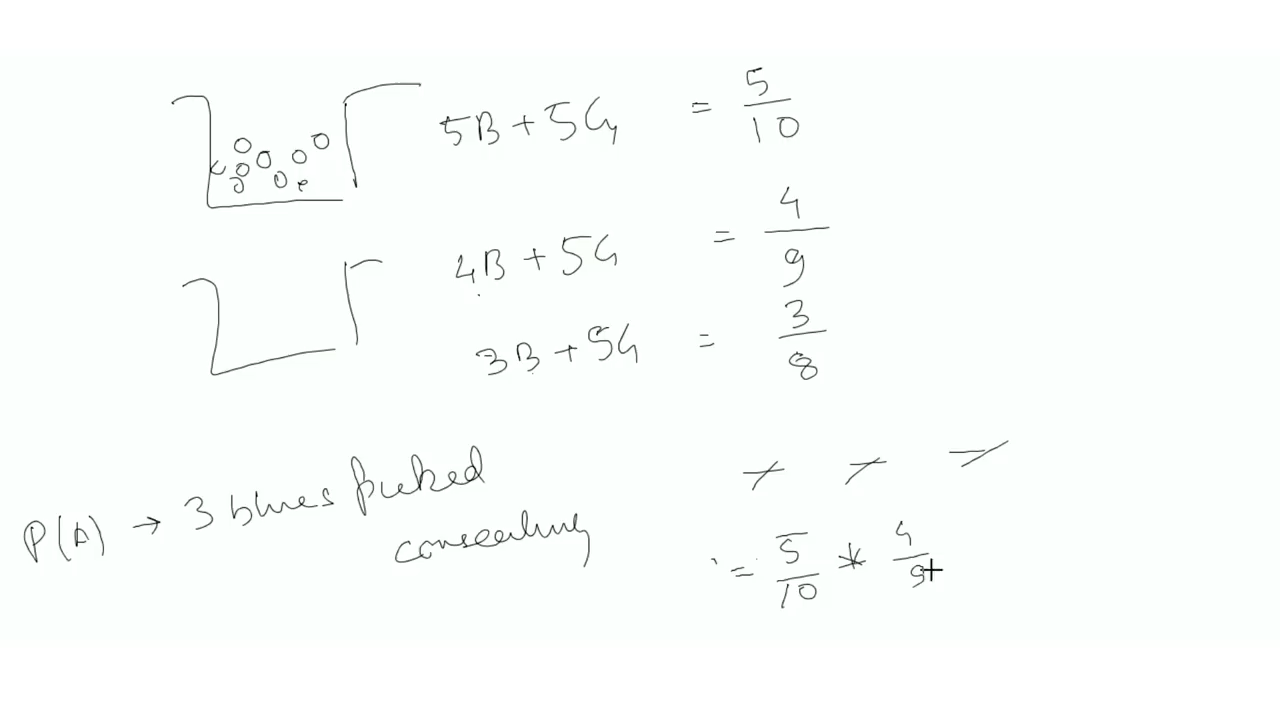 5B + 5G = 5/10
4B + 5G = 4/9
3B + 5G = 3/8
P(A) → 3 blues picked
= 5/10 * 4/9